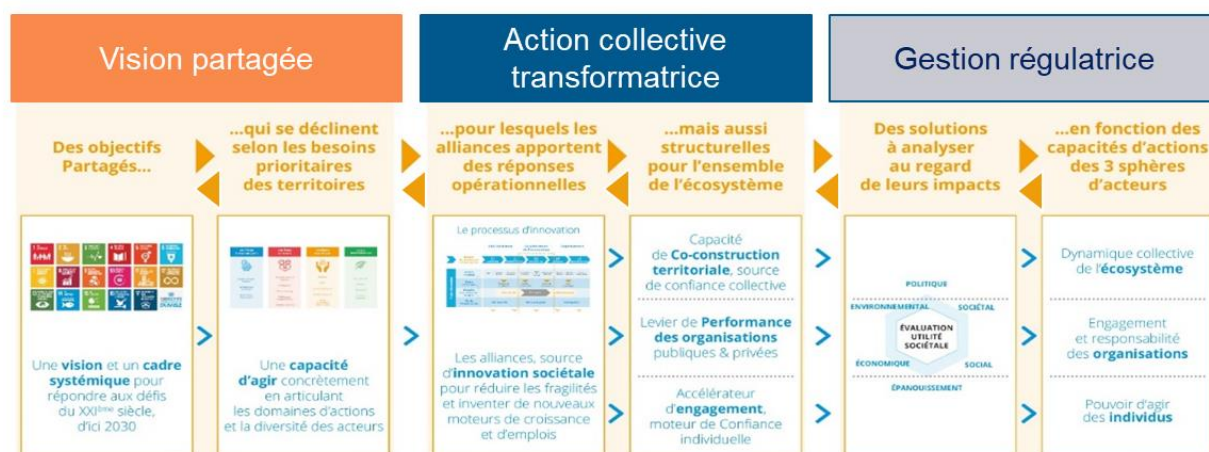 Vision partagée
Action collective
transformatrice
Gestion régulatrice
Des objectifs
Partagés...
...qui se déclinent
selon les besoins
prioritaires
des territoires
...pour lesquels les
alliances apportent
des réponses
opérationnelles
...mais aussi
structurelles
pour l'ensemble
de l'écosystème
Des solutions
à analyser
au regard
de leurs impacts
...en fonction des
capacités d'actions
des 3 sphères
d'acteurs
Une vision et un cadre
systémique pour
répondre aux défis
du XXIème siècle,
d'ici 2030
Une capacité
d'agir concrètement
en articulant
les domaines d'actions
et la diversité des acteurs
Le processus d'innovation
Les alliances, source
d'innovation sociétale
pour réduire les fragilités
et inventer de nouveaux
moteurs de croissance
et d'emplois
Capacité
de Co-construction
territoriale, source
de confiance collective
Levier de Performance
des organisations
publiques & privées
Accélérateur
d'engagement,
moteur de Confiance
individuelle
POLITIQUE
ENVIRONNEMENTAL
SOCIÉTAL
ÉVALUATION
UTILITÉ
SOCIÉTALE
ÉCONOMIQUE
SOCIAL
ÉPANOUISSEMENT
Dynamique collective
de l'écosystème
Engagement
et responsabilité
des organisations
Pouvoir d'agir
des individus